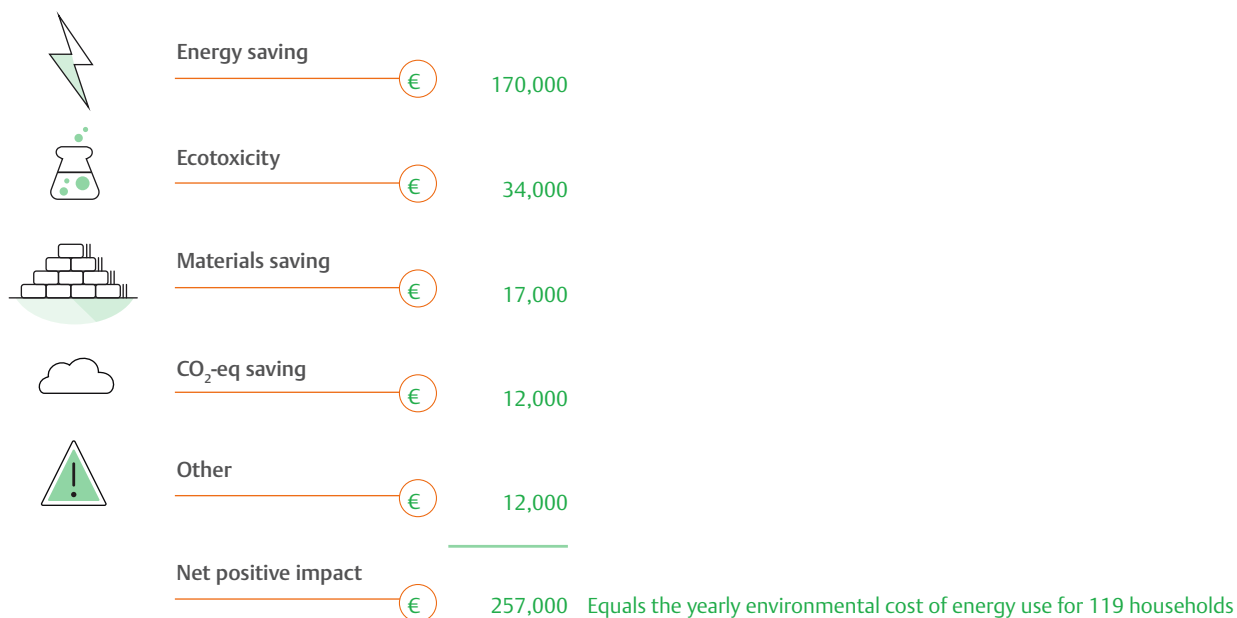 Energy saving
€ 170,000
Ecotoxicity
€ 34,000
Materials saving
€ 17,000
CO₂-eq saving
€ 12,000
Other
€ 12,000
Net positive impact
€ 257,000 Equals the yearly environmental cost of energy use for 119 households